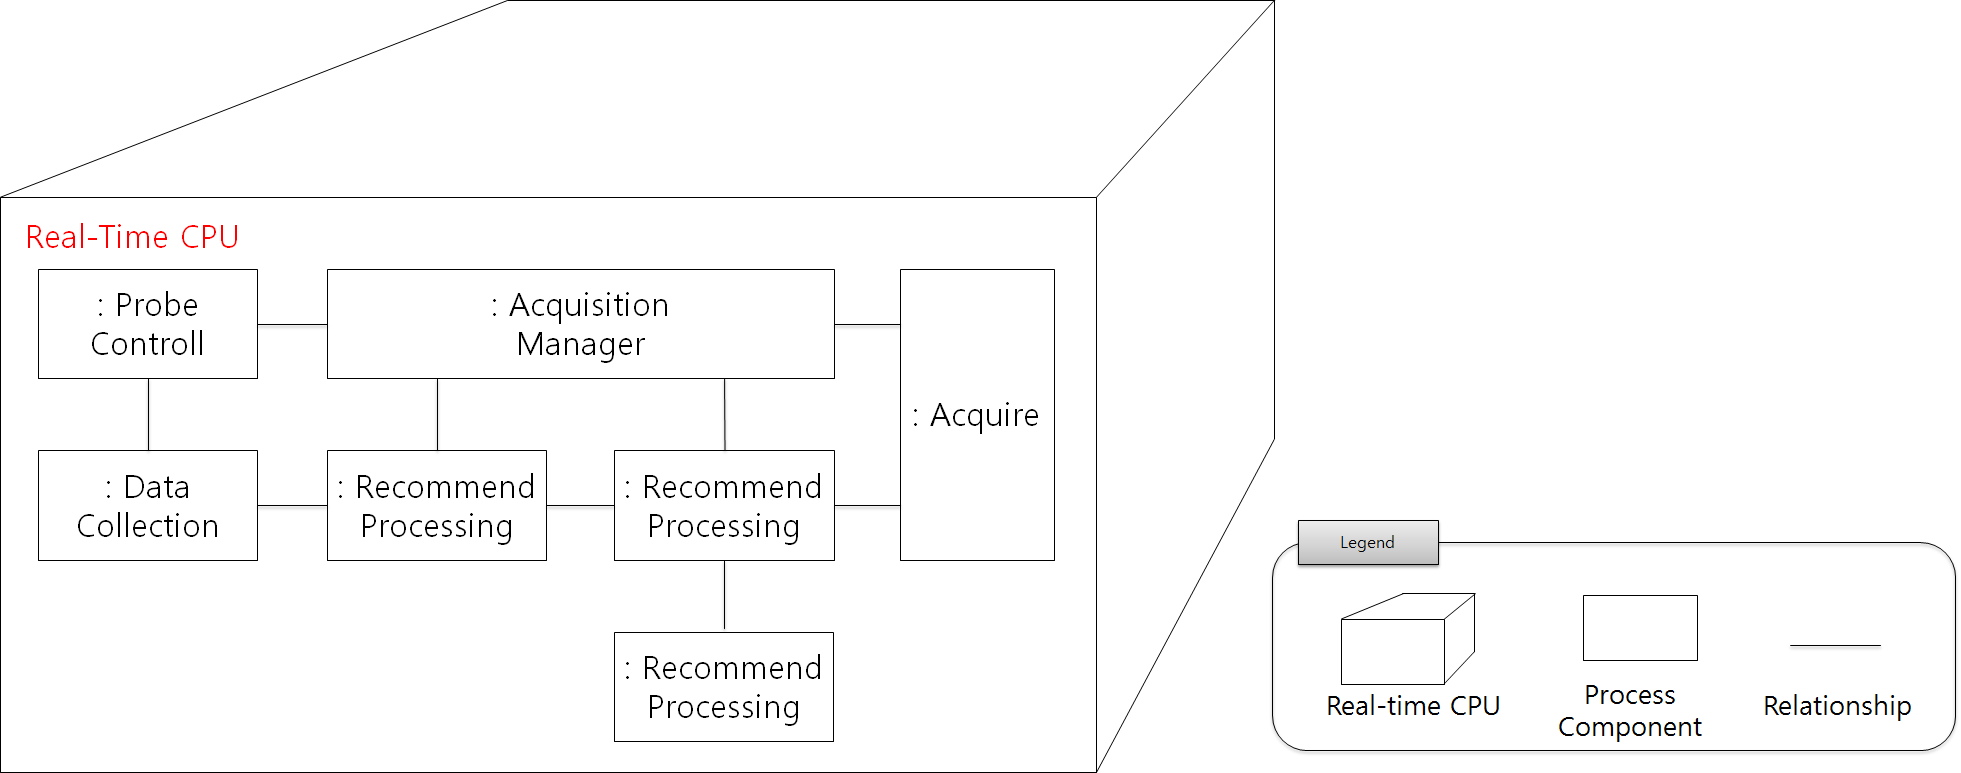 Real-Time CPU
: Probe
Controll
: Acquisition
Manager
: Acquire
: Data
Collection
: Recommend
Processing
: Recommend
Processing
: Recommend
Processing
Legend
Real-time CPU
Process
Component
Relationship